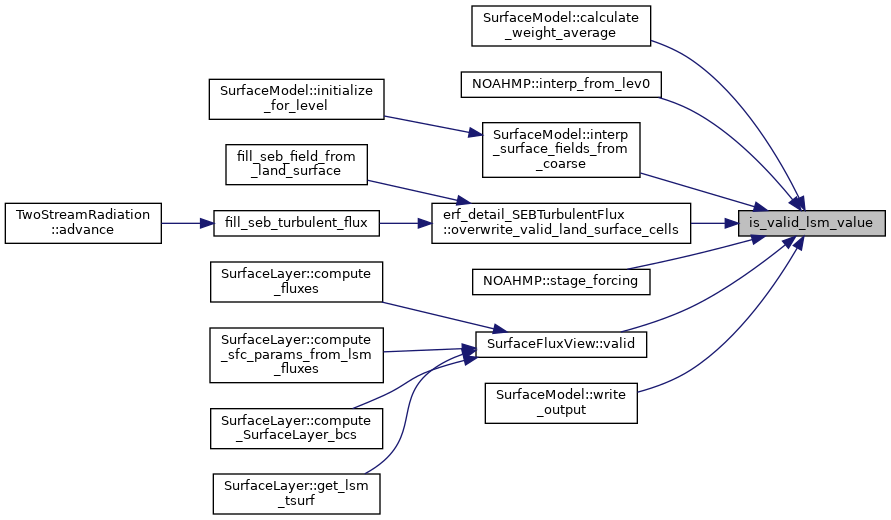 SurfaceModel::calculate
_weight_average
NOAHMP::interp_from_lev0
SurfaceModel::initialize
_for_level
SurfaceModel::interp
_surface_fields_from
_coarse
fill_seb_field_from
_land_surface
TwoStreamRadiation
::advance
fill_seb_turbulent_flux
erf_detail_SEBTurbulentFlux
::overwrite_valid_land_surface_cells
is_valid_lsm_value
NOAHMP::stage_forcing
SurfaceLayer::compute
_fluxes
SurfaceLayer::compute
_sfc_params_from_lsm
_fluxes
SurfaceFluxView::valid
SurfaceModel::write
_output
SurfaceLayer::compute
_SurfaceLayer_bcs
SurfaceLayer::get_lsm
_tsurf